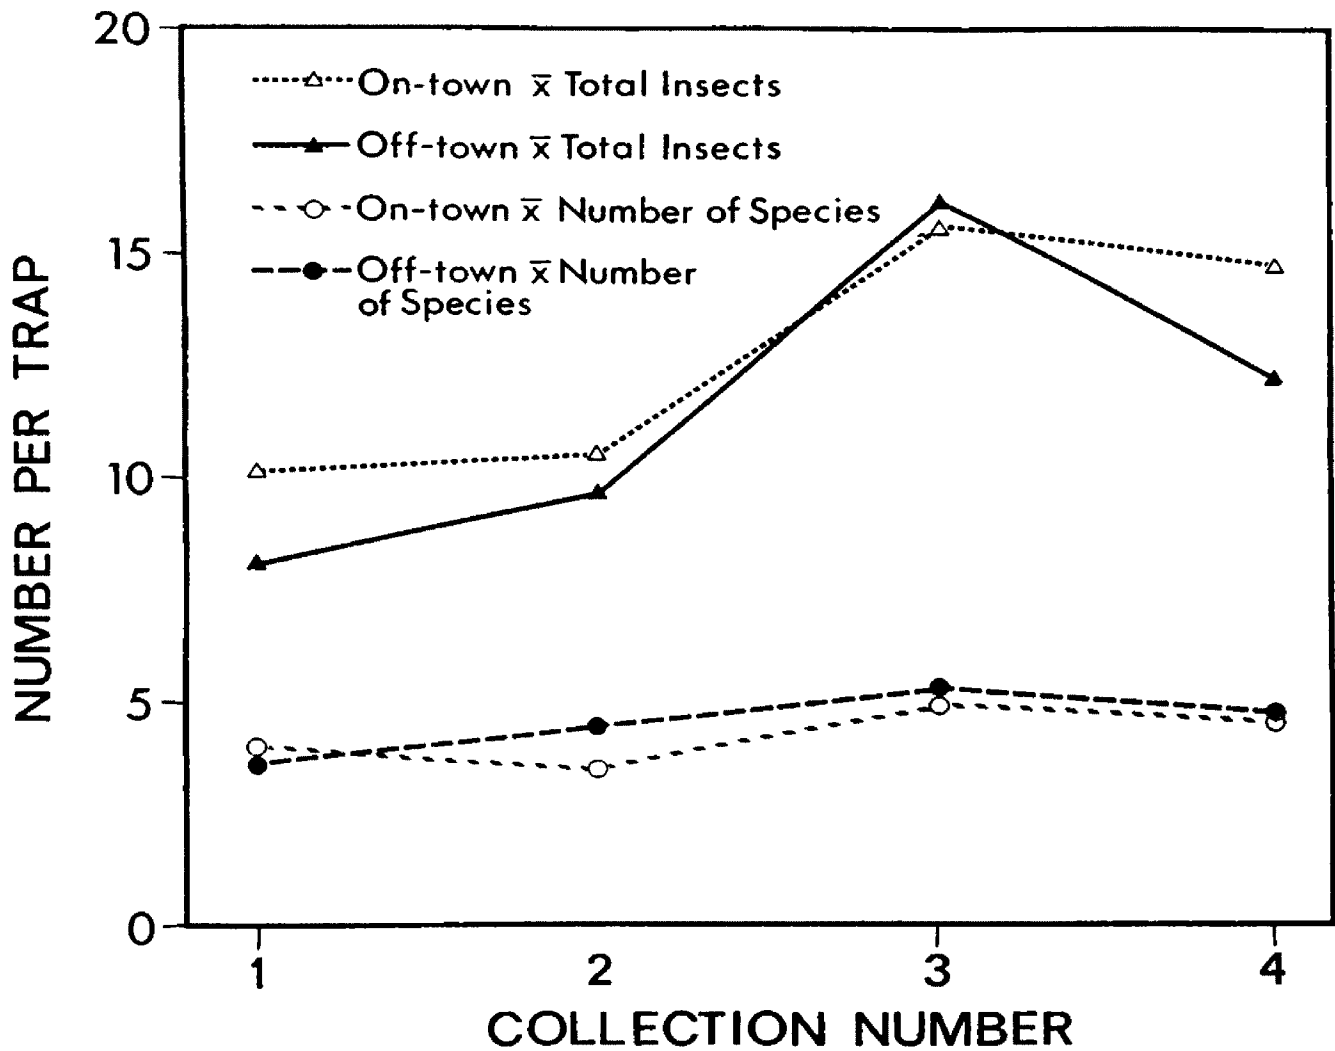 20
15
10
5
0
NUMBER PER TRAP
On-town x̄ Total Insects
Off-town x̄ Total Insects
On-town x̄ Number of Species
Off-town x̄ Number
of Species
1 2 3 4
COLLECTION NUMBER